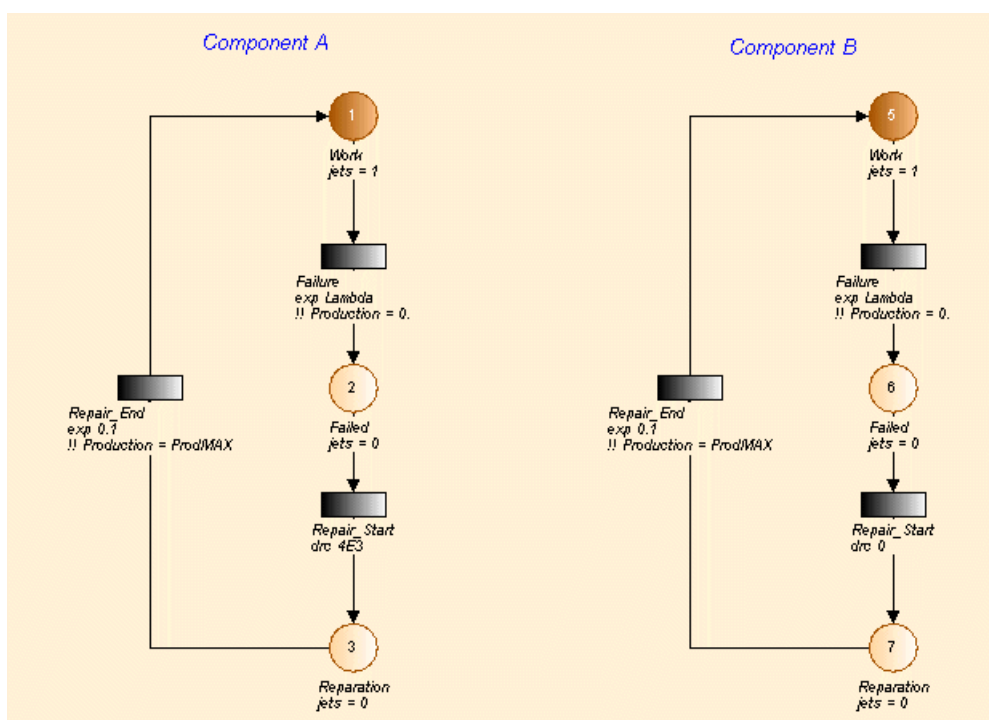 Component A
1
Work
jets = 1
Failure
exp Lambda
!! Production = 0.
2
Failed
jets = 0
Repair_End
exp 0.1
!! Production = ProdMAX
Repair_Start
drc 4E3
3
Reparation
jets = 0
Component B
5
Work
jets = 1
Failure
exp Lambda
!! Production = 0.
6
Failed
jets = 0
Repair_End
exp 0.1
!! Production = ProdMAX
Repair_Start
drc 0
7
Reparation
jets = 0